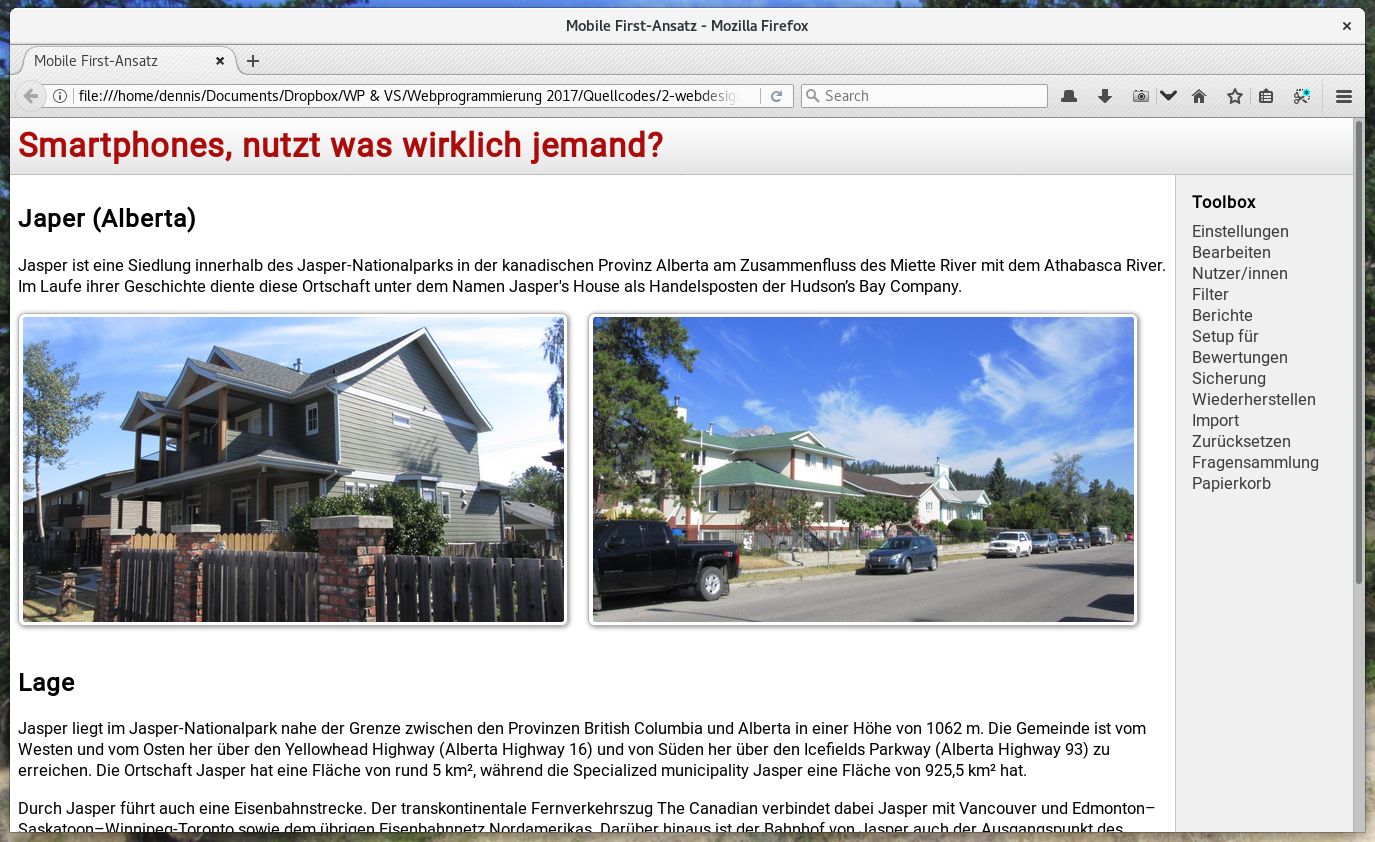 Mobile First-Ansatz - Mozilla Firefox
Mobile First-Ansatz
file:///home/dennis/Documents/Dropbox/WP & VS/Webprogrammierung 2017/Quellcodes/2-webdesign
Search
Smartphones, nutzt was wirklich jemand?
Japer (Alberta)
Jasper ist eine Siedlung innerhalb des Jasper-Nationalparks in der kanadischen Provinz Alberta am Zusammenfluss des Miette River mit dem Athabasca River.
Im Laufe ihrer Geschichte diente diese Ortschaft unter dem Namen Jasper's House als Handelsposten der Hudson’s Bay Company.
Lage
Jasper liegt im Jasper-Nationalpark nahe der Grenze zwischen den Provinzen British Columbia und Alberta in einer Höhe von 1062 m. Die Gemeinde ist vom
Westen und vom Osten her über den Yellowhead Highway (Alberta Highway 16) und von Süden her über den Icefields Parkway (Alberta Highway 93) zu
erreichen. Die Ortschaft Jasper hat eine Fläche von rund 5 km², während die Specialized municipality Jasper eine Fläche von 925,5 km² hat.
Durch Jasper führt auch eine Eisenbahnstrecke. Der transkontinentale Fernverkehrszug The Canadian verbindet dabei Jasper mit Vancouver und Edmonton–
Saskatoon–Winnipeg-Toronto sowie dem übrigen Eisenbahnnetz Nordamerikas. Darüber hinaus ist der Bahnhof von Jasper auch der Ausgangspunkt des
Toolbox
Einstellungen
Bearbeiten
Nutzer/innen
Filter
Berichte
Setup für
Bewertungen
Sicherung
Wiederherstellen
Import
Zurücksetzen
Fragensammlung
Papierkorb